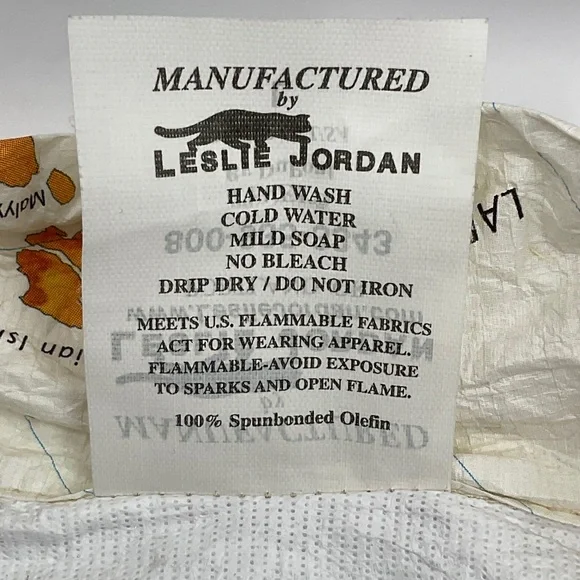 MANUFACTURED
by
LESLIE JORDAN
HAND WASH
COLD WATER
MILD SOAP
NO BLEACH
DRIP DRY / DO NOT IRON
MEETS U.S. FLAMMABLE FABRICS
ACT FOR WEARING APPAREL.
FLAMMABLE-AVOID EXPOSURE
TO SPARKS AND OPEN FLAME.
100% Spunbonded Olefin